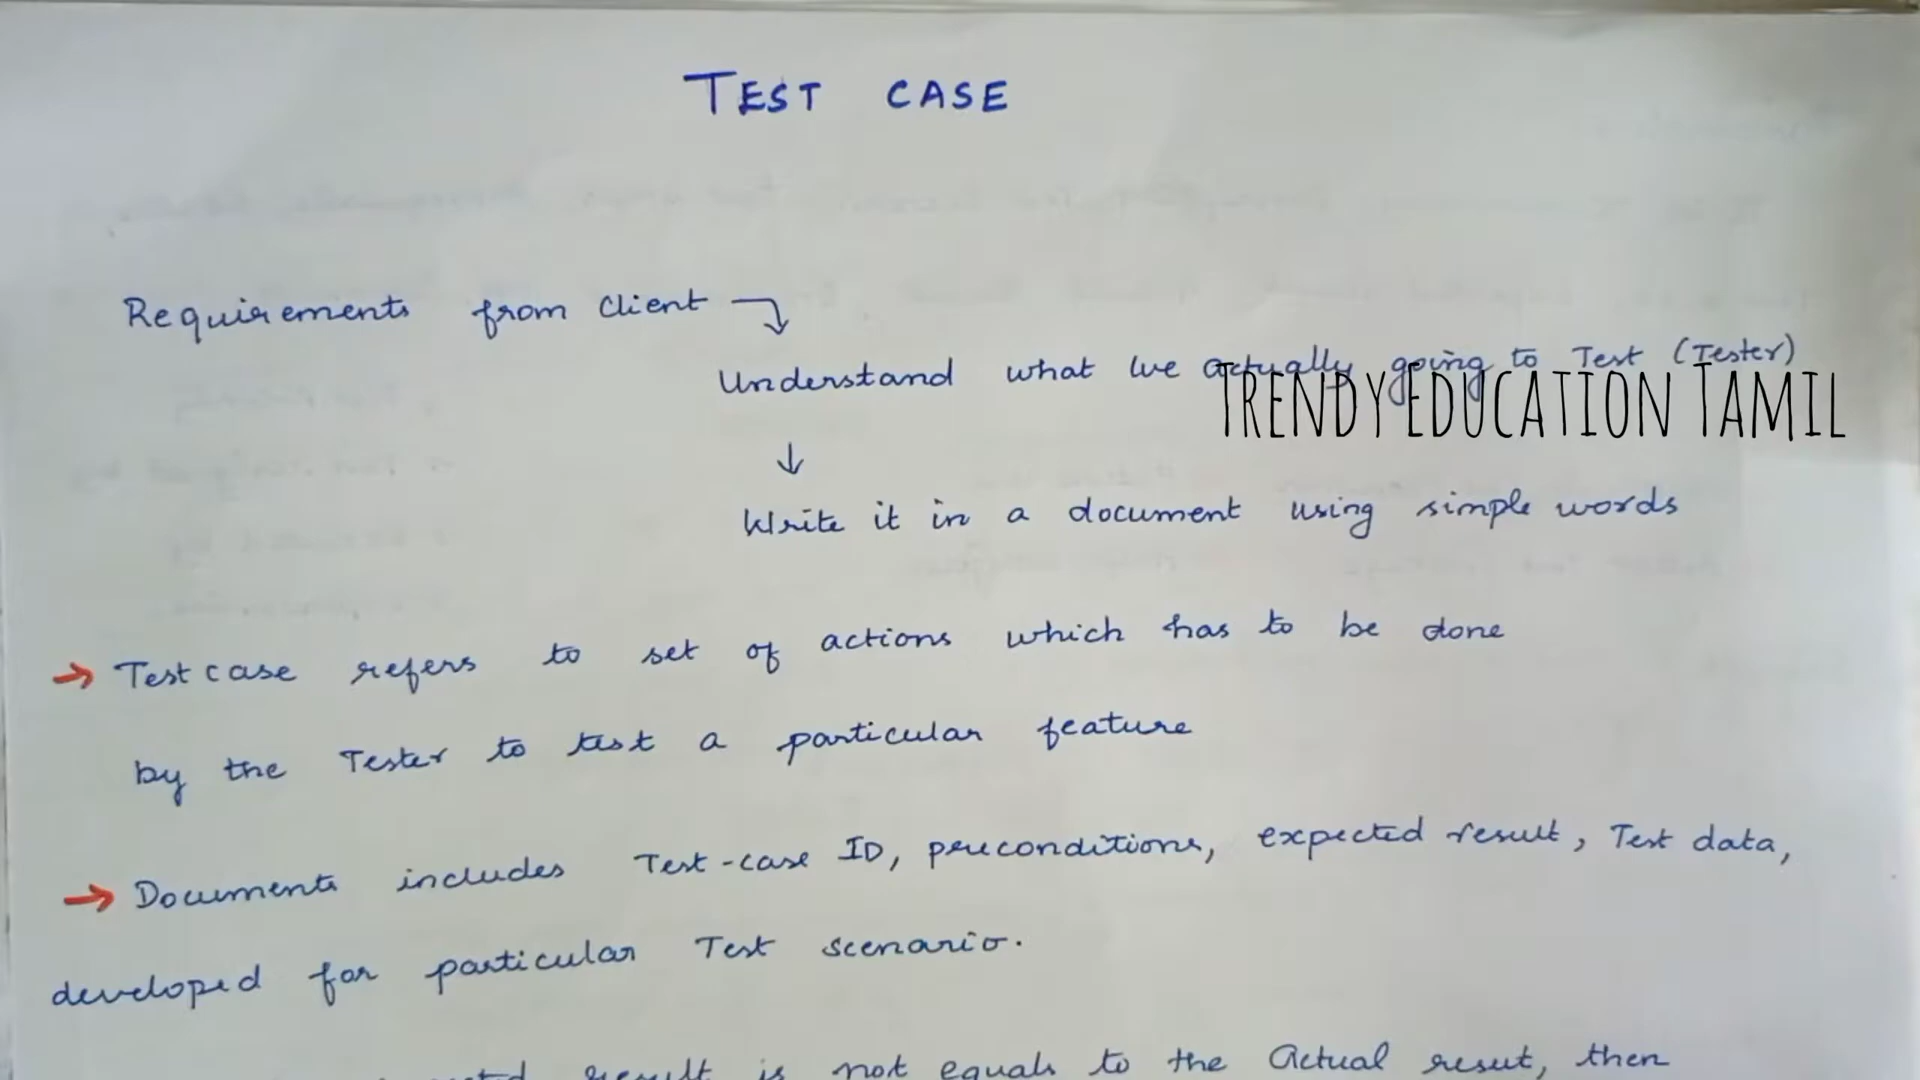 TEST CASE
Requirements from client
Understand what we actually going to Test (Tester)
TRENDY EDUCATION TAMIL
Write it in a document using simple words
Testcase refers to set of actions which has to be done
by the Tester to test a particular feature
Documents includes Test-case ID, preconditions, expected result, Test data,
developed for particular Test scenario.
result is not equals to the Actual resut, then